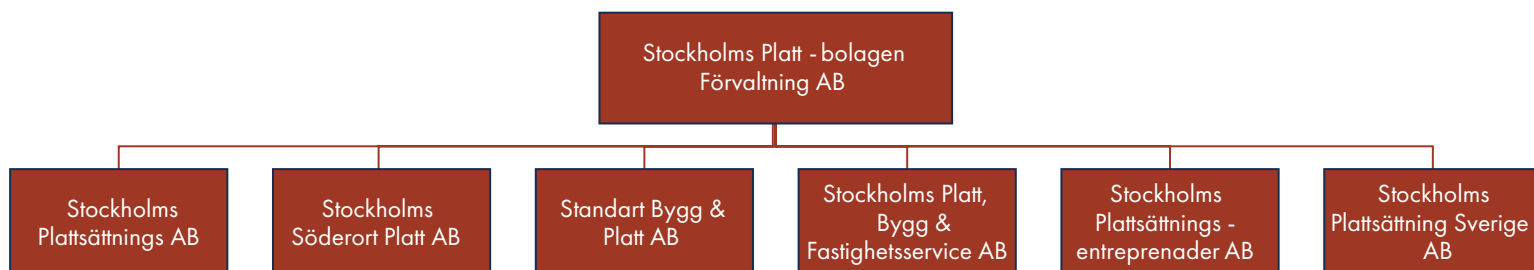 Stockholms Platt - bolagen
Förvaltning AB
Stockholms
Plattsättnings AB
Stockholms
Söderort Platt AB
Standart Bygg &
Platt AB
Stockholms Platt,
Bygg &
Fastighetsservice AB
Stockholms
Plattsättnings -
entreprenader AB
Stockholms
Plattsättning Sverige
AB